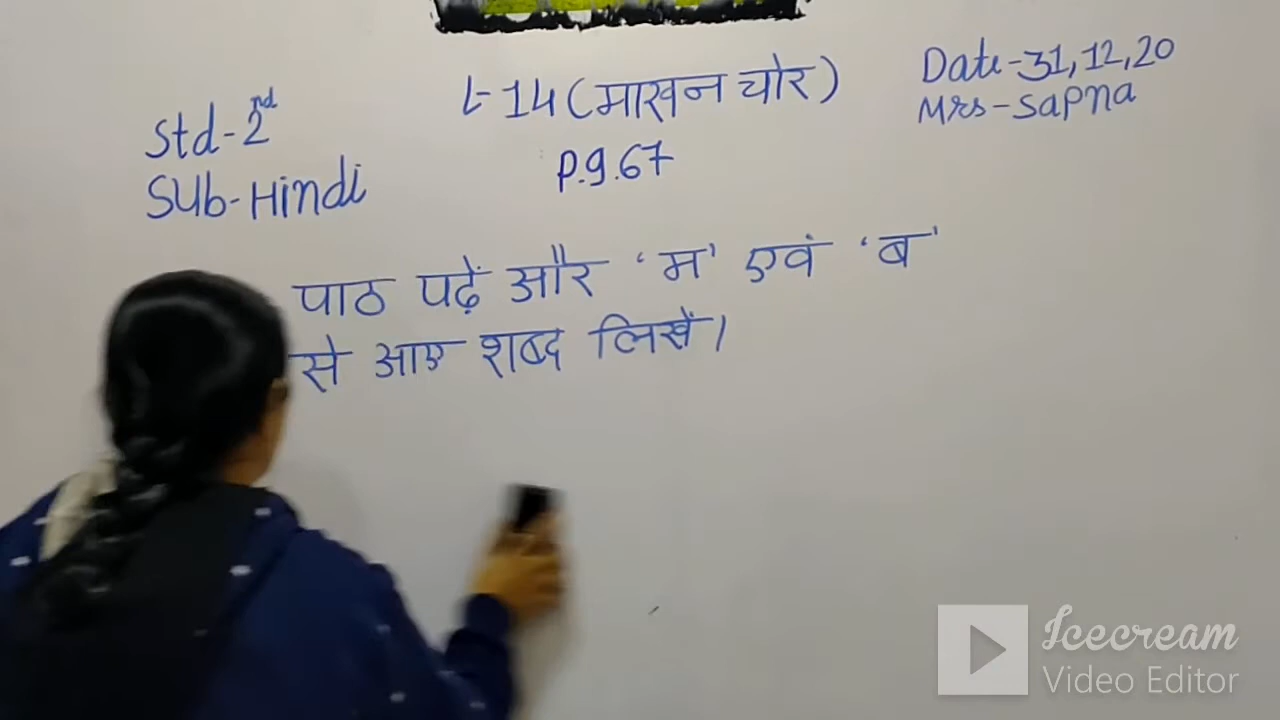 Std-2nd
Sub-Hindi
L-14 (माखन चोर)
P.g.67
Date-31,12,20
Mrs-Sapna
पाठ पढ़ें और 'म' एवं 'ब'
से आए शब्द लिखें।
Icecream
Video Editor